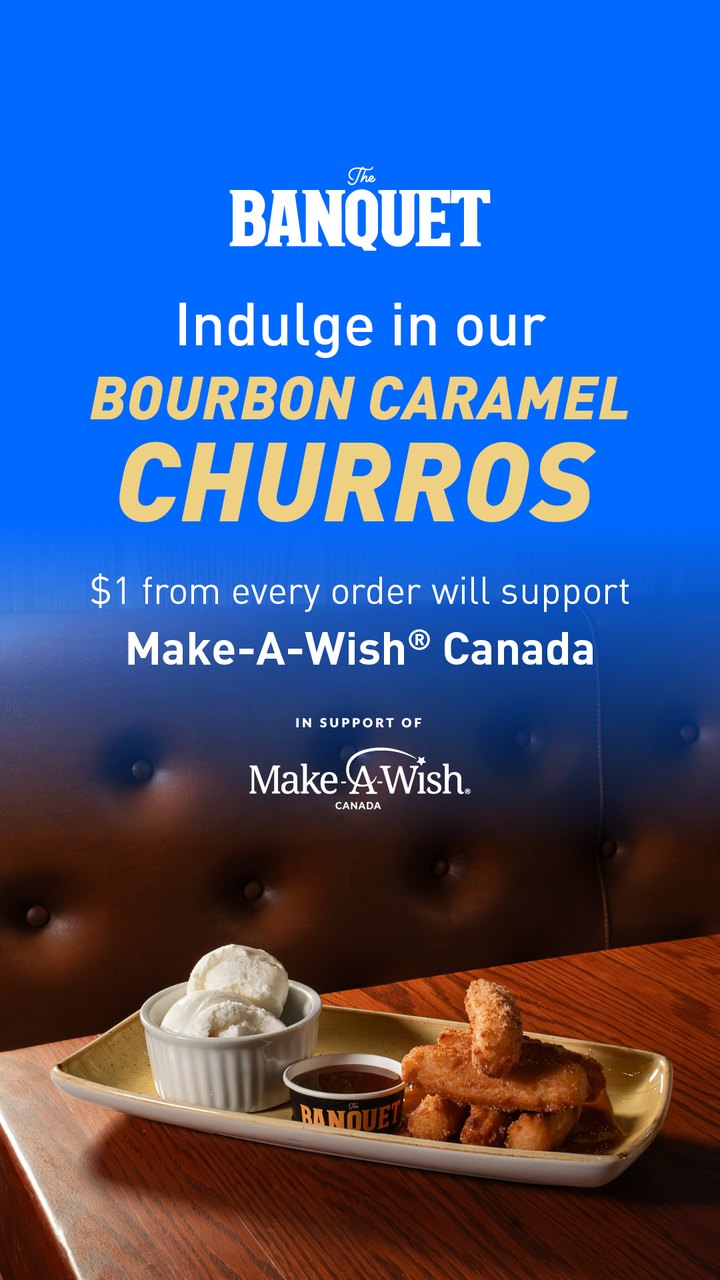 The
BANQUET
Indulge in our
BOURBON CARAMEL
CHURROS
$1 from every order will support
Make-A-Wish® Canada
IN SUPPORT OF
Make-A-Wish®
CANADA
The
BANQUET